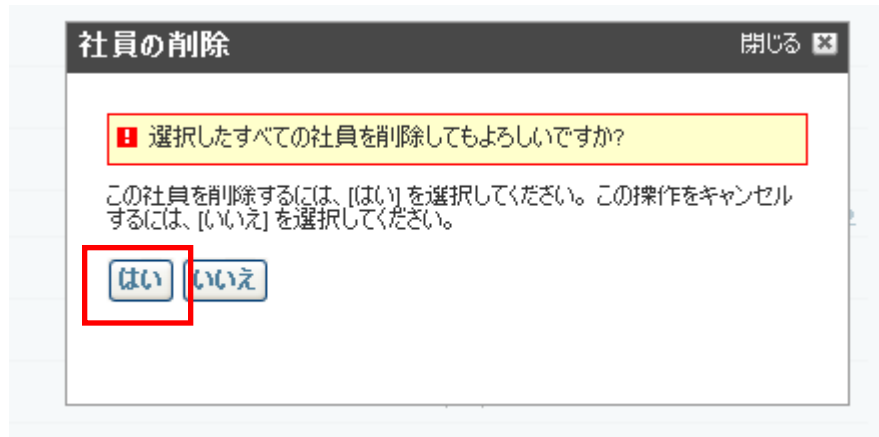 社員の削除
閉じる
選択したすべての社員を削除してもよろしいですか?
この社員を削除するには、[はい] を選択してください。この操作をキャンセル
するには、[いいえ] を選択してください。
はい いいえ